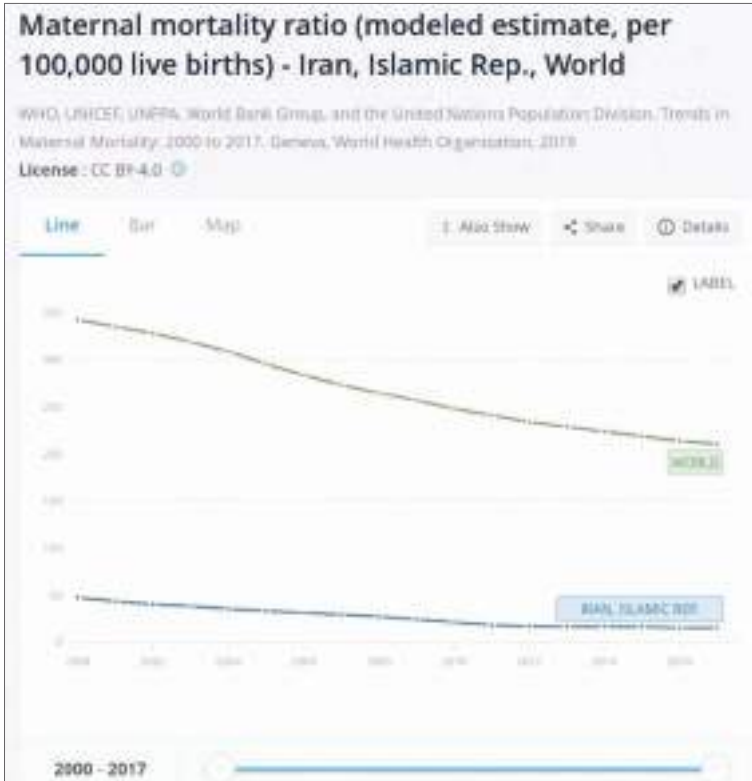 Maternal mortality ratio (modeled estimate, per
100,000 live births) - Iran, Islamic Rep., World
WHO, UNICEF, UNFPA, World Bank Group, and the United Nations Population Division. Trends in
Maternal Mortality: 2000 to 2017. Geneva, World Health Organization, 2019
License : CC BY-4.0
Line Bar Map Also Show Share Details
LABEL
WORLD
50
IRAN, ISLAMIC REP.
0
2000 - 2017